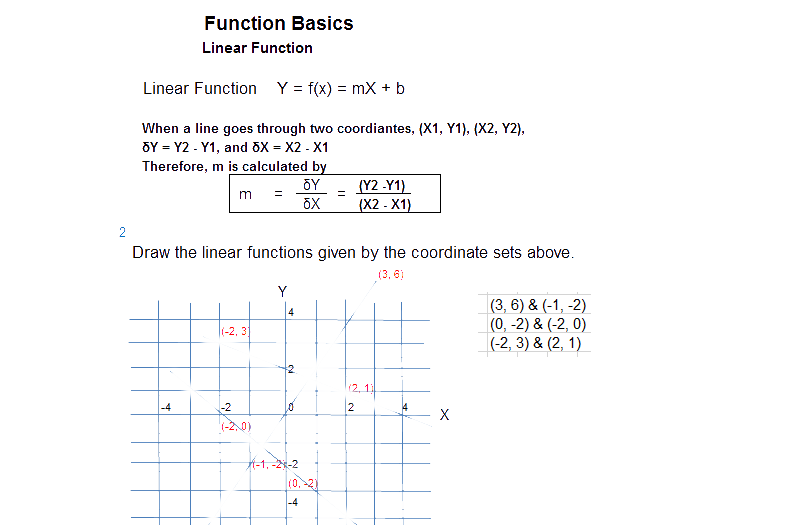 Function Basics
Linear Function
Linear Function Y = f(x) = mX + b
When a line goes through two coordiantes, (X1, Y1), (X2, Y2),
δY = Y2 - Y1, and δX = X2 - X1
Therefore, m is calculated by
m = δY = (Y2 -Y1)
δX (X2 - X1)
2
Draw the linear functions given by the coordinate sets above.
(3, 6)
Y
(3, 6) & (-1, -2)
4
(0, -2) & (-2, 0)
(-2, 3)
(-2, 3) & (2, 1)
2
(2, 1)
-4 -2 0 2 4
X
(-2, 0)
(-1, -2) -2
(0, -2)
-4